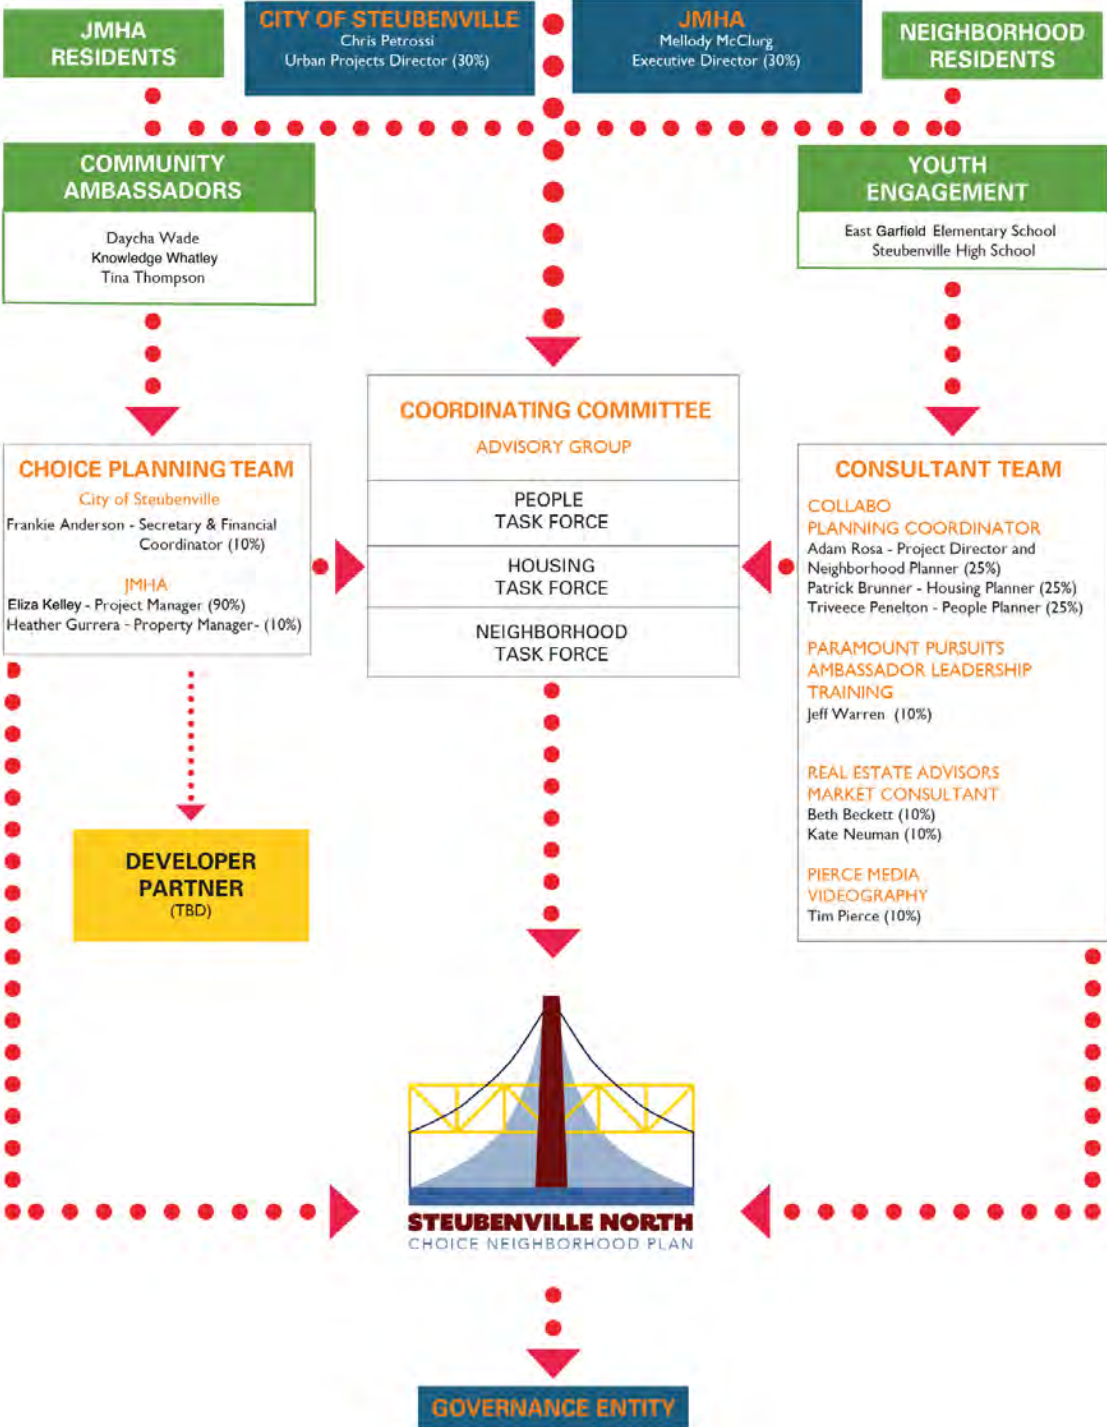 JMHA
RESIDENTS
CITY OF STEUBENVILLE
Chris Petrossi
Urban Projects Director (30%)
JMHA
Mellody McClurg
Executive Director (30%)
NEIGHBORHOOD
RESIDENTS
COMMUNITY
AMBASSADORS
Daycha Wade
Knowledge Whatley
Tina Thompson
YOUTH
ENGAGEMENT
East Garfield Elementary School
Steubenville High School
CHOICE PLANNING TEAM
City of Steubenville
Frankie Anderson - Secretary & Financial
Coordinator (10%)
JMHA
Eliza Kelley - Project Manager (90%)
Heather Gurrera - Property Manager- (10%)
COORDINATING COMMITTEE
ADVISORY GROUP
PEOPLE
TASK FORCE
HOUSING
TASK FORCE
NEIGHBORHOOD
TASK FORCE
CONSULTANT TEAM
COLLABO
PLANNING COORDINATOR
Adam Rosa - Project Director and
Neighborhood Planner (25%)
Patrick Brunner - Housing Planner (25%)
Triveece Penelton - People Planner (25%)
PARAMOUNT PURSUITS
AMBASSADOR LEADERSHIP
TRAINING
Jeff Warren (10%)
REAL ESTATE ADVISORS
MARKET CONSULTANT
Beth Beckett (10%)
Kate Neuman (10%)
PIERCE MEDIA
VIDEOGRAPHY
Tim Pierce (10%)
DEVELOPER
PARTNER
(TBD)
STEUBENVILLE NORTH
CHOICE NEIGHBORHOOD PLAN
GOVERNANCE ENTITY